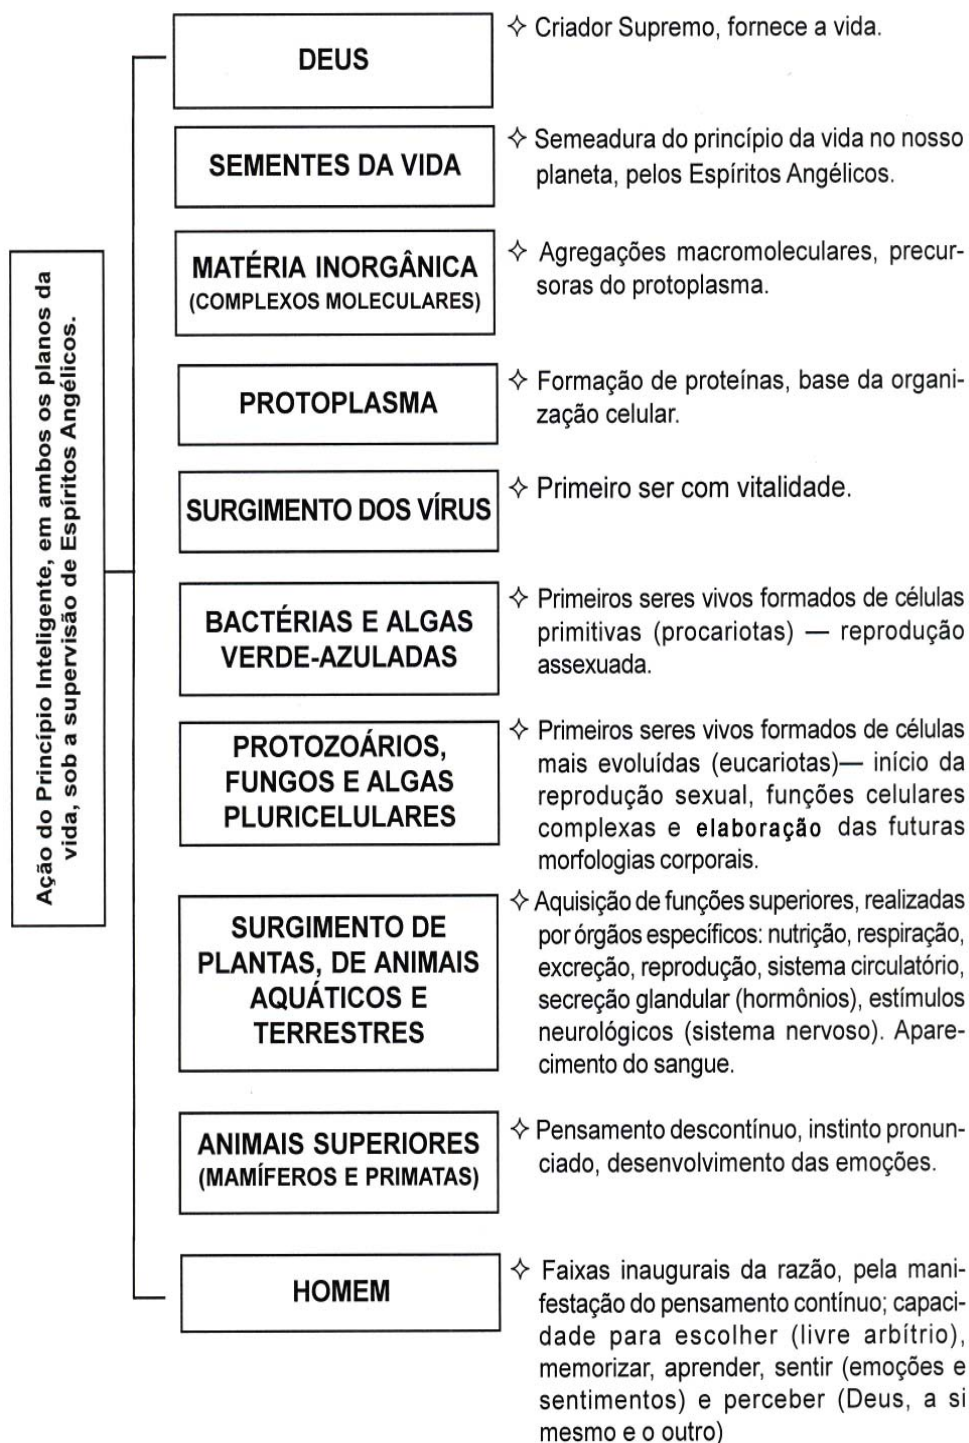 DEUS
✧ Criador Supremo, fornece a vida.
SEMENTES DA VIDA
✧ Semeadura do princípio da vida no nosso
planeta, pelos Espíritos Angélicos.
MATÉRIA INORGÂNICA
(COMPLEXOS MOLECULARES)
✧ Agregações macromoleculares, precur-
soras do protoplasma.
PROTOPLASMA
✧ Formação de proteínas, base da organi-
zação celular.
SURGIMENTO DOS VÍRUS
✧ Primeiro ser com vitalidade.
BACTÉRIAS E ALGAS
VERDE-AZULADAS
✧ Primeiros seres vivos formados de células
primitivas (procariotas) — reprodução
assexuada.
PROTOZOÁRIOS,
FUNGOS E ALGAS
PLURICELULARES
✧ Primeiros seres vivos formados de células
mais evoluídas (eucariotas)— início da
reprodução sexual, funções celulares
complexas e elaboração das futuras
morfologias corporais.
SURGIMENTO DE
PLANTAS, DE ANIMAIS
AQUÁTICOS E
TERRESTRES
✧ Aquisição de funções superiores, realizadas
por órgãos específicos: nutrição, respiração,
excreção, reprodução, sistema circulatório,
secreção glandular (hormônios), estímulos
neurológicos (sistema nervoso). Apare-
cimento do sangue.
ANIMAIS SUPERIORES
(MAMÍFEROS E PRIMATAS)
✧ Pensamento descontínuo, instinto pronun-
ciado, desenvolvimento das emoções.
HOMEM
✧ Faixas inaugurais da razão, pela mani-
festação do pensamento contínuo; capaci-
dade para escolher (livre arbítrio),
memorizar, aprender, sentir (emoções e
sentimentos) e perceber (Deus, a si
mesmo e o outro)
Ação do Princípio Inteligente, em ambos os planos da
vida, sob a supervisão de Espíritos Angélicos.